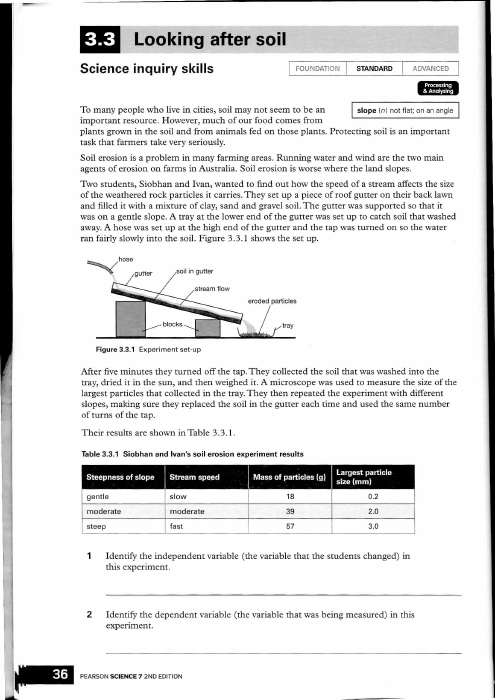 3.3 Looking after soil
Science inquiry skills
FOUNDATION STANDARD ADVANCED
Processing
& Analysing
slope (n) not flat; on an angle
To many people who live in cities, soil may not seem to be an
important resource. However, much of our food comes from
plants grown in the soil and from animals fed on those plants. Protecting soil is an important
task that farmers take very seriously.
Soil erosion is a problem in many farming areas. Running water and wind are the two main
agents of erosion on farms in Australia. Soil erosion is worse where the land slopes.
Two students, Siobhan and Ivan, wanted to find out how the speed of a stream affects the size
of the weathered rock particles it carries. They set up a piece of roof gutter on their back lawn
and filled it with a mixture of clay, sand and gravel soil. The gutter was supported so that it
was on a gentle slope. A tray at the lower end of the gutter was set up to catch soil that washed
away. A hose was set up at the high end of the gutter and the tap was turned on so the water
ran fairly slowly into the soil. Figure 3.3.1 shows the set up.
hose
gutter
soil in gutter
stream flow
eroded particles
blocks
tray
Figure 3.3.1 Experiment set-up
After five minutes they turned off the tap. They collected the soil that was washed into the
tray, dried it in the sun, and then weighed it. A microscope was used to measure the size of the
largest particles that collected in the tray. They then repeated the experiment with different
slopes, making sure they replaced the soil in the gutter each time and used the same number
of turns of the tap.
Their results are shown in Table 3.3.1.
Table 3.3.1 Siobhan and Ivan's soil erosion experiment results
Steepness of slope Stream speed Mass of particles (g) Largest particle size (mm)
gentle slow 18 0.2
moderate moderate 39 2.0
steep fast 57 3.0
1 Identify the independent variable (the variable that the students changed) in
this experiment.
2 Identify the dependent variable (the variable that was being measured) in this
experiment.
36 PEARSON SCIENCE 7 2ND EDITION